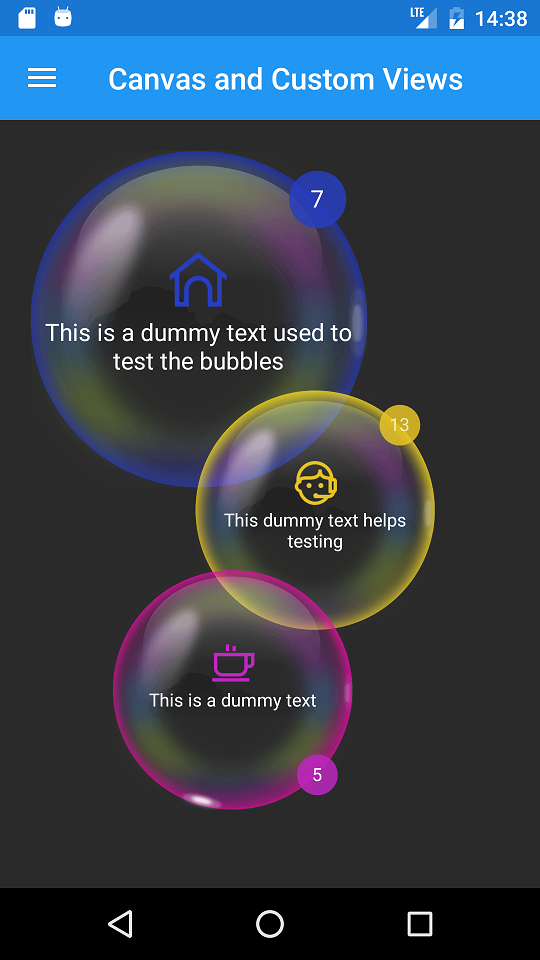 LTE
14:38
Canvas and Custom Views
7
This is a dummy text used to
test the bubbles
13
This dummy text helps
testing
This is a dummy text
5